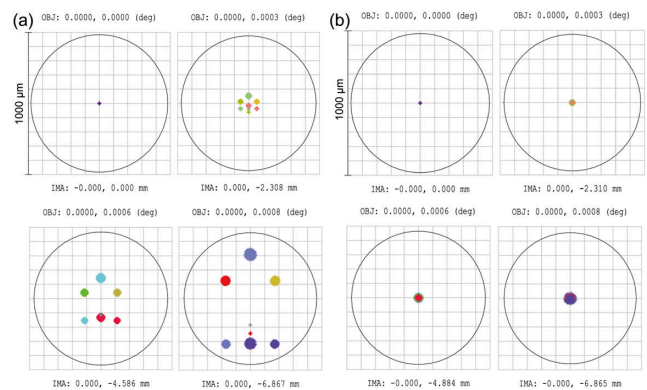 (a)
OBJ: 0.0000, 0.0000 (deg)
OBJ: 0.0000, 0.0003 (deg)
1000 µm
IMA: -0.000, 0.000 mm
IMA: 0.000, -2.308 mm
OBJ: 0.0000, 0.0006 (deg)
OBJ: 0.0000, 0.0008 (deg)
IMA: 0.000, -4.586 mm
IMA: 0.000, -6.867 mm
(b)
OBJ: 0.0000, 0.0000 (deg)
OBJ: 0.0000, 0.0003 (deg)
1000 µm
IMA: -0.000, 0.000 mm
IMA: 0.000, -2.310 mm
OBJ: 0.0000, 0.0006 (deg)
OBJ: 0.0000, 0.0008 (deg)
IMA: -0.000, -4.884 mm
IMA: -0.000, -6.865 mm